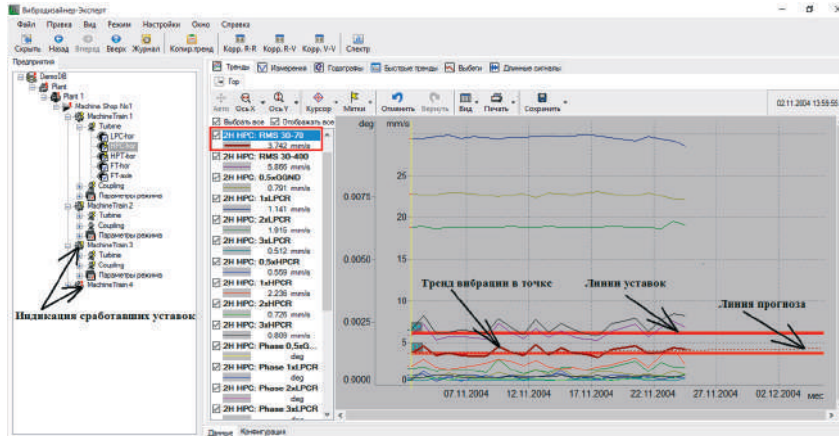 Вибродизайнер-Эксперт
Файл Правка Вид Режим Настройки Окно Справка
Скрыть Назад Вперед Вверх Журнал Копир.тренд Корр. R-R Корр. R-V Корр. V-V Спектр
Предприятия
DemoDB
Plant
Plant 1
Machine Shop No1
MachineTrain 1
Turbine
LPC-hor
HPC-hor
HPT-hor
FT-hor
FT-axie
Coupling
Параметры режима
MachineTrain 2
Turbine
Coupling
Параметры режима
MachineTrain 3
Turbine
Coupling
Параметры режима
MachineTrain 4
Индикация сработавших уставок
Тренды Измерения Годографы Быстрые тренды Выбеги Длинные сигналы
Гор
Авто Ось X Ось Y Курсор Метки Отменить Вернуть Вид Печать Сохранить
02.11.2004 13:59:55
Выбрать все Отображать все
2H HPC: RMS 30-70
3.742 mm/s
2H HPC: RMS 30-400
5.866 mm/s
2H HPC: 0.5xGGND
0.791 mm/s
2H HPC: 1xLPCR
1.141 mm/s
2H HPC: 2xLPCR
1.915 mm/s
2H HPC: 3xLPCR
0.512 mm/s
2H HPC: 0.5xHPCR
0.559 mm/s
2H HPC: 1xHPCR
2.236 mm/s
2H HPC: 2xHPCR
0.726 mm/s
2H HPC: 3xHPCR
0.809 mm/s
2H HPC: Phase 0,5xG...
deg
2H HPC: Phase 1xLPCR
deg
2H HPC: Phase 2xLPCR
deg
2H HPC: Phase 3xLPCR
deg
deg mm/s
25
0.0075
20
15
0.0050
10
0.0025
5
0.0000 0
Тренд вибрации в точке
Линии уставок
Линия прогноза
07.11.2004 12.11.2004 17.11.2004 22.11.2004 27.11.2004 02.12.2004 мес
Данные Конфигурация